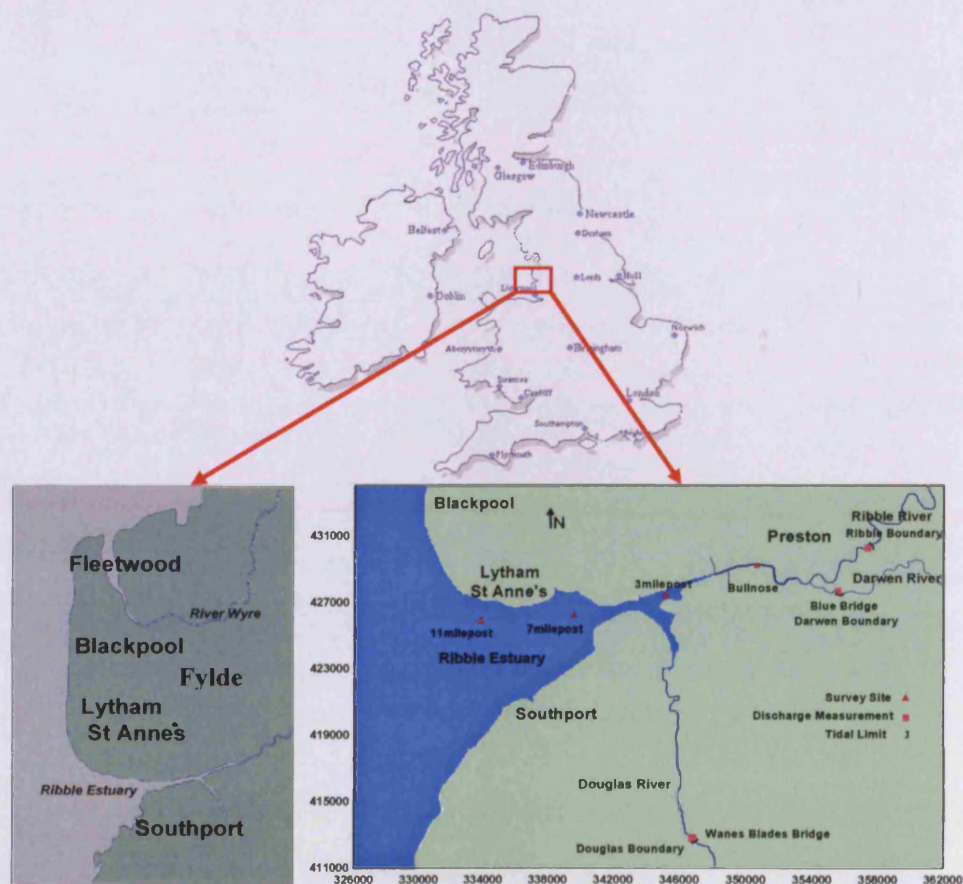 Glasgow
Edinburgh
Newcastle
Durham
Belfast
Leeds
Hull
Dublin
Norwich
Aberystwyth
Birmingham
Swansea
Cardiff
London
Southampton
Plymouth
Fleetwood
River Wyre
Blackpool
Fylde
Lytham
St Anne's
Ribble Estuary
Southport
Blackpool
N
Ribble River
Ribble Boundary
Preston
Lytham
St Anne's
3milepost
Bullnose
Darwen River
Blue Bridge
Darwen Boundary
11milepost
7milepost
Ribble Estuary
Survey Site
Discharge Measurement
Tidal Limit
Southport
Douglas River
Wanes Blades Bridge
Douglas Boundary
431000
427000
423000
419000
415000
411000
326000 330000 334000 338000 342000 346000 350000 354000 358000 362000